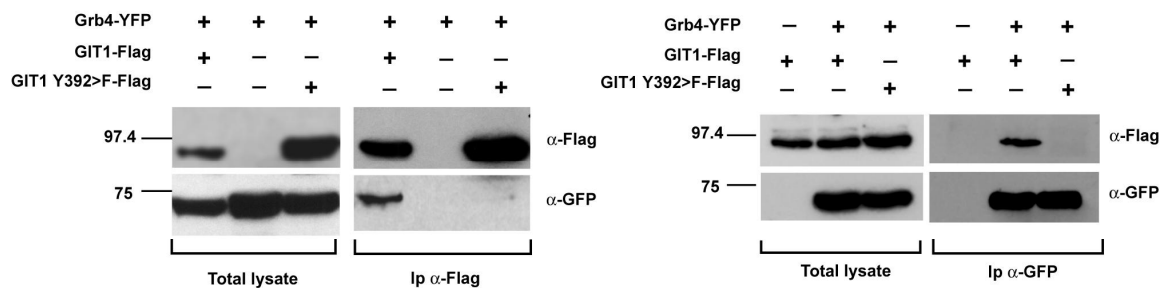 Grb4-YFP + + + + + +
GIT1-Flag + – – + – –
GIT1 Y392>F-Flag – – + – – +
97.4
α-Flag
75
α-GFP
Total lysate
Ip α-Flag
Grb4-YFP – + + – + +
GIT1-Flag + + – + + –
GIT1 Y392>F-Flag – – + – – +
97.4
α-Flag
75
α-GFP
Total lysate
Ip α-GFP